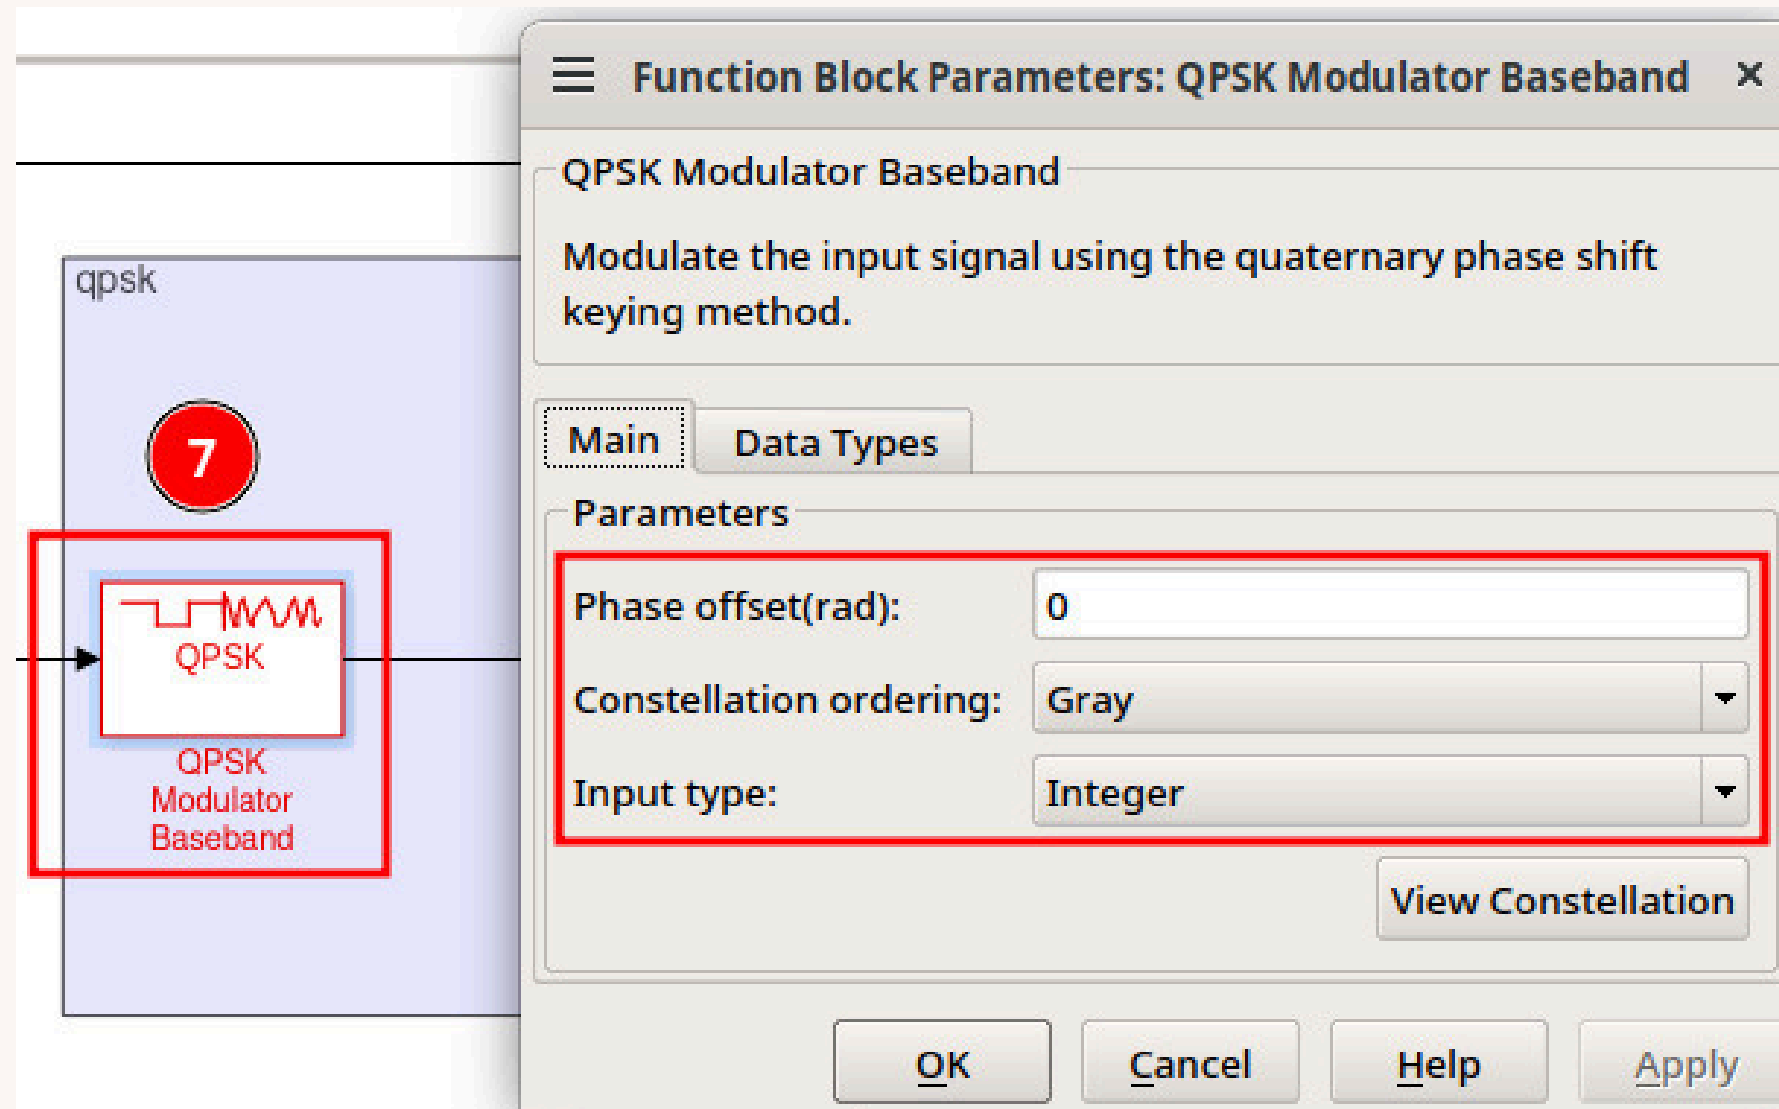 Function Block Parameters: QPSK Modulator Baseband
QPSK Modulator Baseband
Modulate the input signal using the quaternary phase shift
keying method.
qpsk
7
QPSK
QPSK
Modulator
Baseband
Main
Data Types
Parameters
Phase offset(rad): 0
Constellation ordering: Gray
Input type: Integer
View Constellation
OK
Cancel
Help
Apply